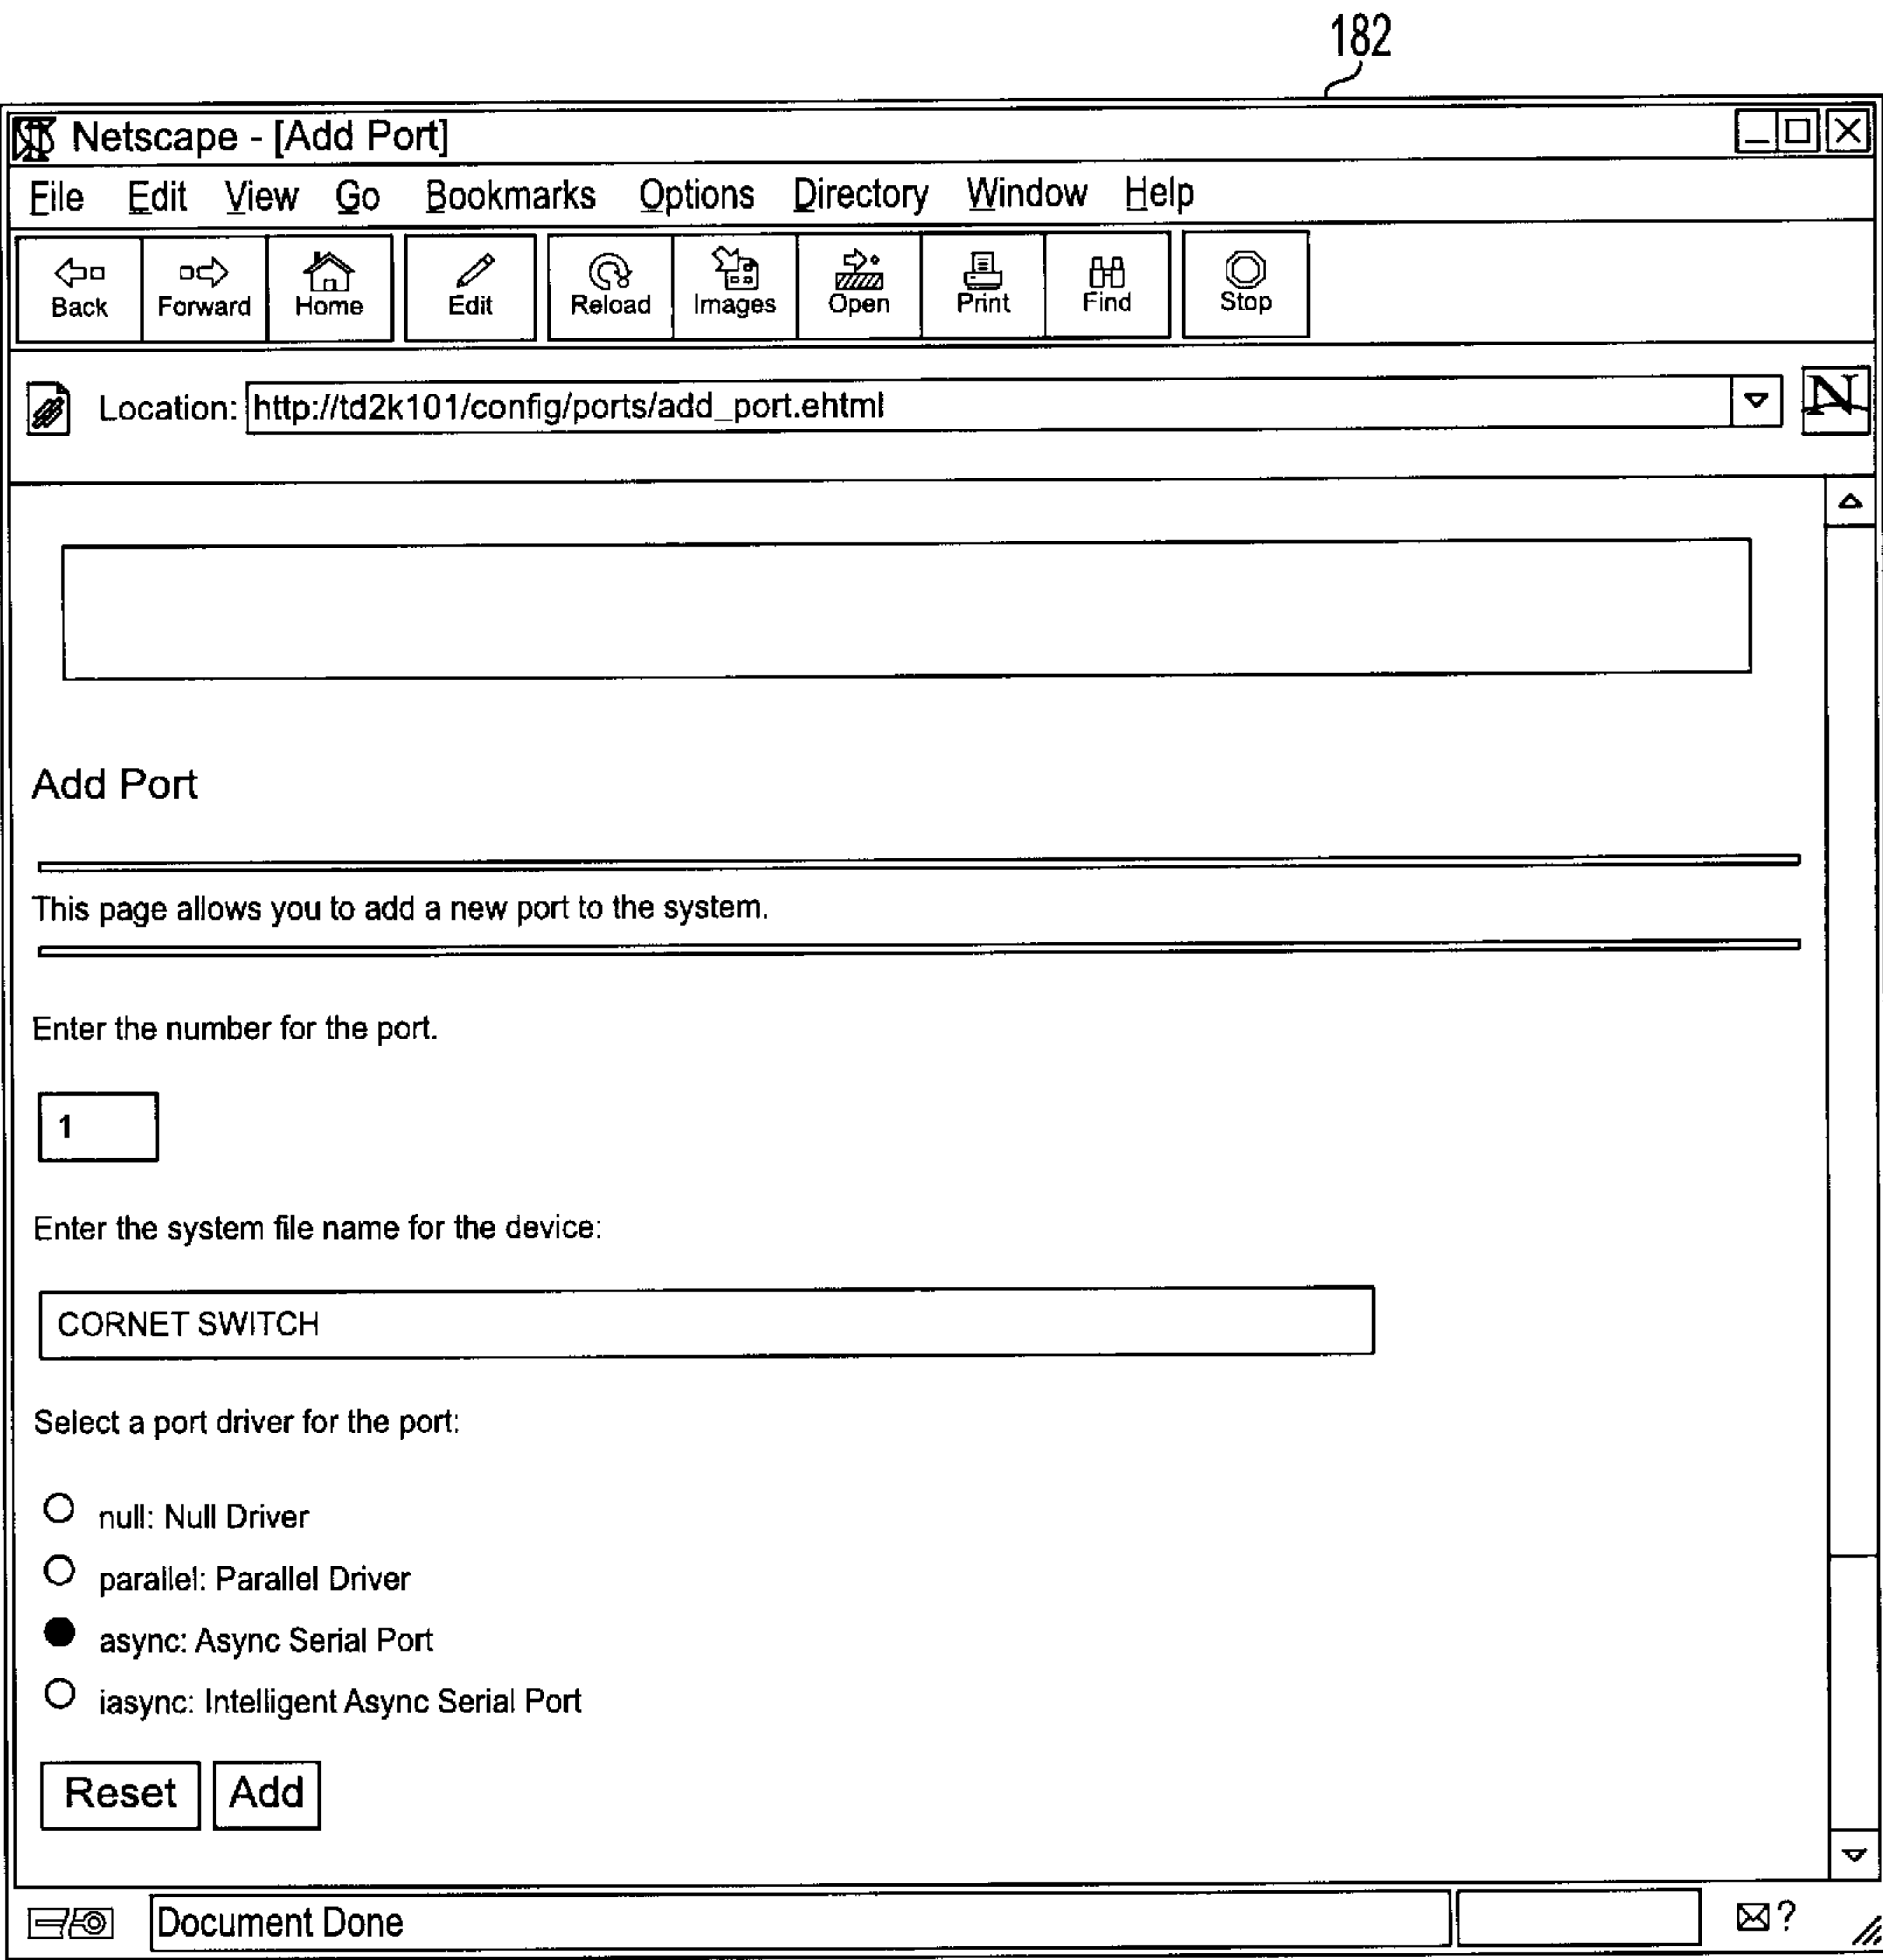 182
Netscape - [Add Port]
File Edit View Go Bookmarks Options Directory Window Help
Back Forward Home Edit Reload Images Open Print Find Stop
Location: http://td2k101/config/ports/add_port.ehtml
N
Add Port
This page allows you to add a new port to the system.
Enter the number for the port.
1
Enter the system file name for the device:
CORNET SWITCH
Select a port driver for the port:
null: Null Driver
parallel: Parallel Driver
async: Async Serial Port
iasync: Intelligent Async Serial Port
Reset Add
Document Done
?